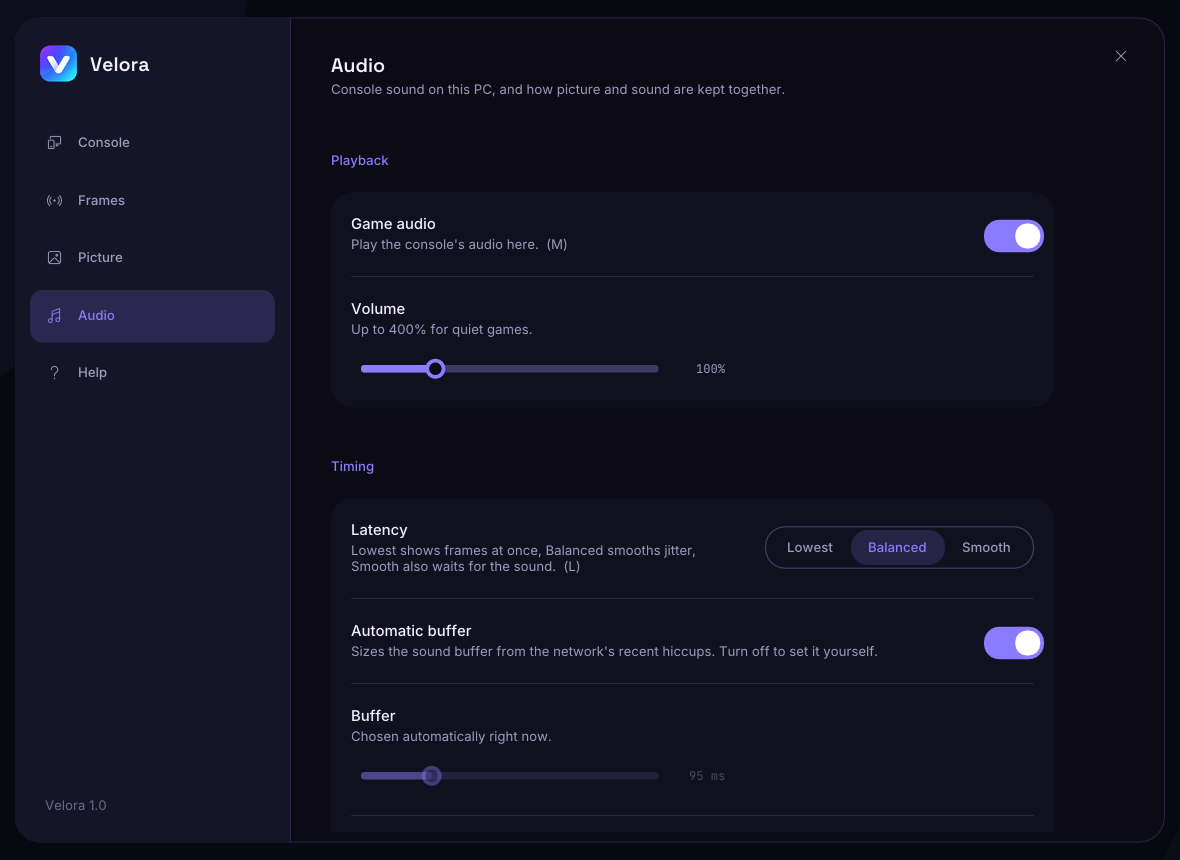 Velora
Console
Frames
Picture
Audio
Help
Velora 1.0
Audio
Console sound on this PC, and how picture and sound are kept together.
Playback
Game audio
Play the console's audio here. (M)
Volume
Up to 400% for quiet games.
100%
Timing
Latency
Lowest shows frames at once, Balanced smooths jitter,
Smooth also waits for the sound. (L)
Lowest Balanced Smooth
Automatic buffer
Sizes the sound buffer from the network's recent hiccups. Turn off to set it yourself.
Buffer
Chosen automatically right now.
95 ms